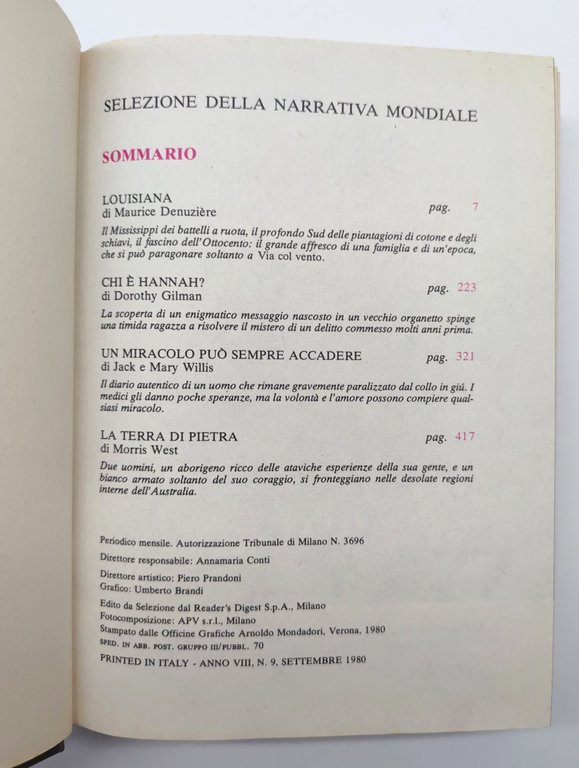 SELEZIONE DELLA NARRATIVA MONDIALE
SOMMARIO
LOUISIANA
di Maurice Denuzière pag. 7
Il Mississippi dei battelli a ruota, il profondo Sud delle piantagioni di cotone e degli
schiavi, il fascino dell'Ottocento: il grande affresco di una famiglia e di un'epoca,
che si può paragonare soltanto a Via col vento.
CHI È HANNAH?
di Dorothy Gilman pag. 223
La scoperta di un enigmatico messaggio nascosto in un vecchio organetto spinge
una timida ragazza a risolvere il mistero di un delitto commesso molti anni prima.
UN MIRACOLO PUÒ SEMPRE ACCADERE pag. 321
di Jack e Mary Willis
Il diario autentico di un uomo che rimane gravemente paralizzato dal collo in giú. I
medici gli danno poche speranze, ma la volontà e l'amore possono compiere qual-
siasi miracolo.
LA TERRA DI PIETRA pag. 417
di Morris West
Due uomini, un aborigeno ricco delle ataviche esperienze della sua gente, e un
bianco armato soltanto del suo coraggio, si fronteggiano nelle desolate regioni
interne dell'Australia.
Periodico mensile. Autorizzazione Tribunale di Milano N. 3696
Direttore responsabile: Annamaria Conti
Direttore artistico: Piero Prandoni
Grafico: Umberto Brandi
Edito da Selezione dal Reader's Digest S.p.A., Milano
Fotocomposizione: APV s.r.l., Milano
Stampato dalle Officine Grafiche Arnoldo Mondadori, Verona, 1980
SPED. IN ABB. POST. GRUPPO III/PUBBL. 70
PRINTED IN ITALY - ANNO VIII, N. 9, SETTEMBRE 1980